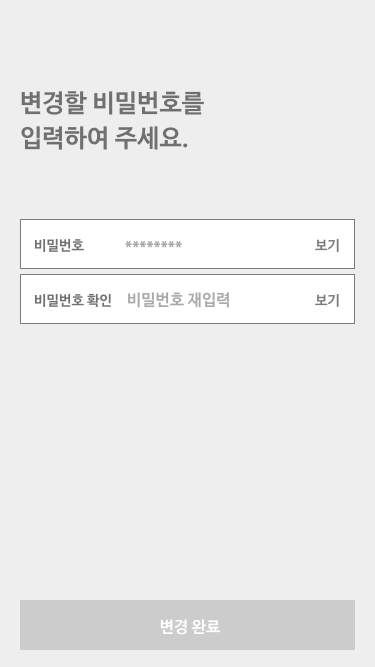 변경할 비밀번호를
입력하여 주세요.
비밀번호 ******** 보기
비밀번호 확인 비밀번호 재입력 보기
변경 완료